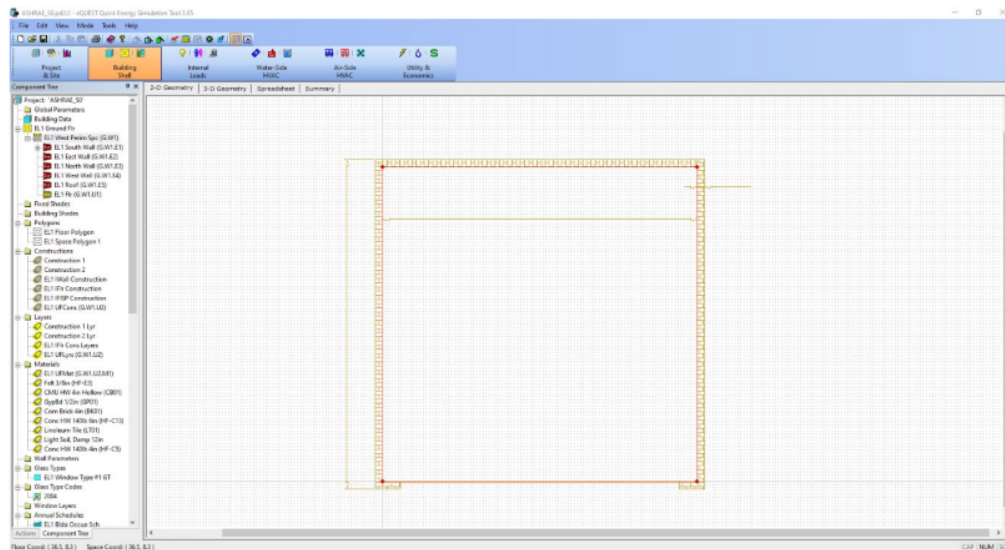 ASHRAE_S0.pd2:2 - eQUEST Quick Energy Simulation Tool 3.65
File Edit View Mode Tools Help
Project & Site
Building Shell
Internal Loads
Water-Side HVAC
Air-Side HVAC
Utility & Economics
Component Tree
2-D Geometry
3-D Geometry
Spreadsheet
Summary
Project: 'ASHRAE_S0'
Global Parameters
Building Data
EL1 Ground Flr
EL1 West Perim Spc (G.W1)
EL1 South Wall (G.W1.E1)
EL1 East Wall (G.W1.E2)
EL1 North Wall (G.W1.E3)
EL1 West Wall (G.W1.E4)
EL1 Roof (G.W1.E5)
EL1 Flr (G.W1.U1)
Fixed Shades
Building Shades
Polygons
EL1 Floor Polygon
EL1 Space Polygon 1
Constructions
Construction 1
Construction 2
EL1 IWall Construction
EL1 IFlr Construction
EL1 IFlSP Construction
EL1 UFCons (G.W1.U2)
Layers
Construction 1 Lyr
Construction 2 Lyr
EL1 IFlr Cons Layers
EL1 UFLyrs (G.W1.U2)
Materials
EL1 UFMat (G.W1.U2.M1)
Felt 3/8in (HF-E3)
CMU HW 4in Hollow (CB01)
GypBd 1/2in (GP01)
Com Brick 4in (BK01)
Conc HW 140lb 6in (HF-C13)
Linoleum Tile (LT01)
Light Soil, Damp 12in
Conc HW 140lb 4in (HF-C5)
Wall Parameters
Glass Types
EL1 Window Type #1 GT
Glass Type Codes
2004
Window Layers
Annual Schedules
EL1 Bldg Occup Sch
Actions
Component Tree
Floor Coord: ( 36.5, 8.3 ) Space Coord: ( 36.5, 8.3 )
CAP NUM